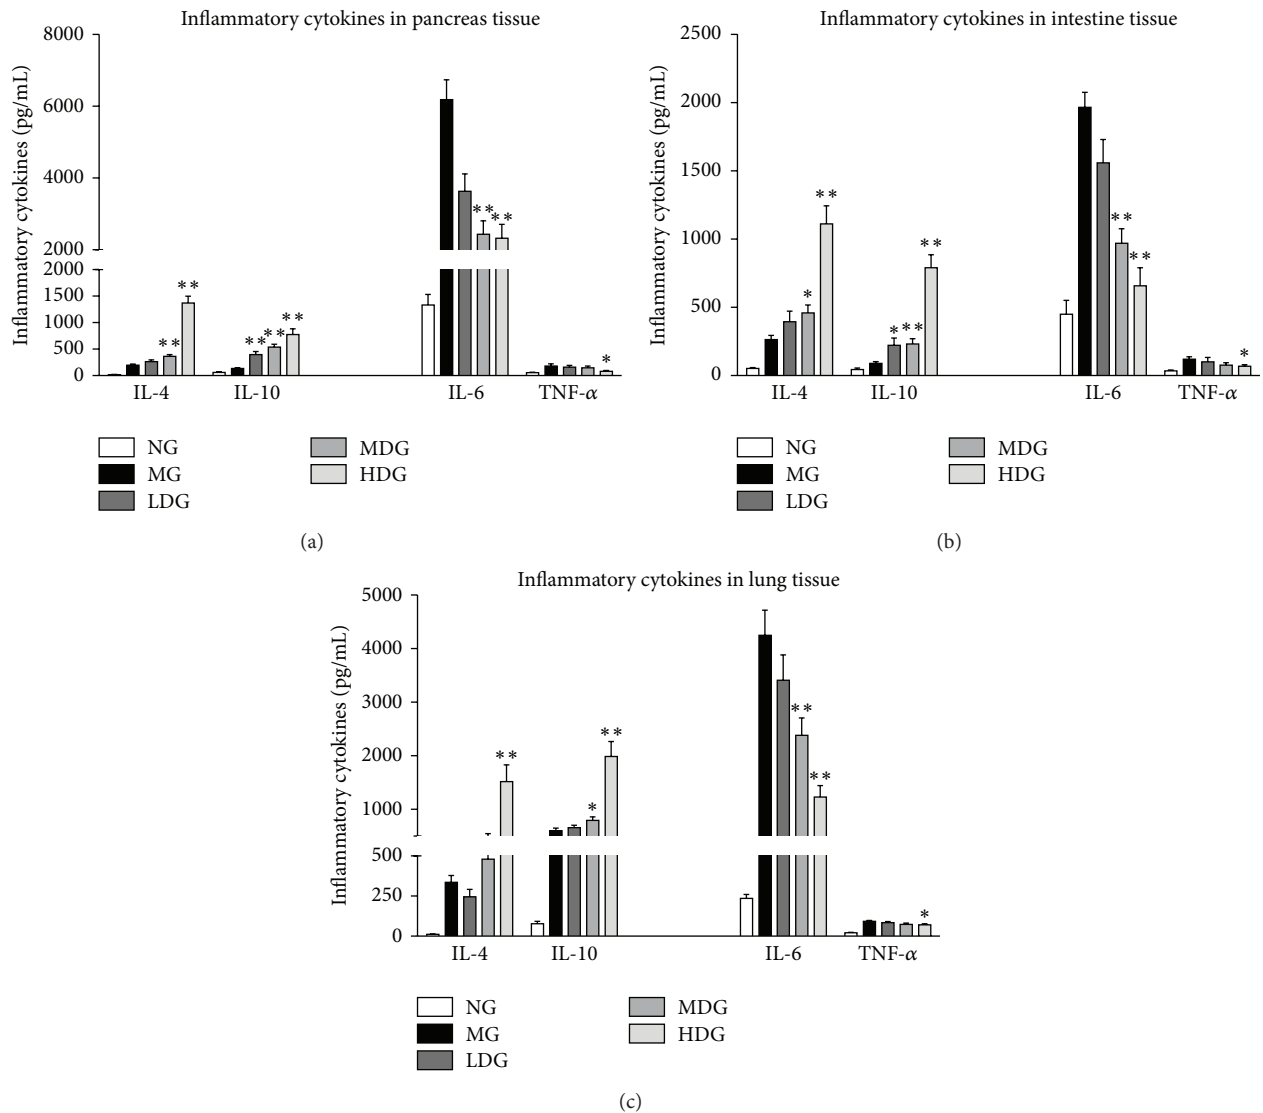 Inflammatory cytokines in pancreas tissue
Inflammatory cytokines (pg/mL)
8000
6000
4000
2000
2000
1500
1000
500
0
** ** ** ** ** ** ** *
IL-4 IL-10 IL-6 TNF-α
NG MDG
MG HDG
LDG
(a)
Inflammatory cytokines in intestine tissue
Inflammatory cytokines (pg/mL)
2500
2000
1500
1000
500
0
* ** * ** ** ** ** *
IL-4 IL-10 IL-6 TNF-α
NG MDG
MG HDG
LDG
(b)
Inflammatory cytokines in lung tissue
Inflammatory cytokines (pg/mL)
5000
4000
3000
2000
1000
500
250
0
** * ** ** ** *
IL-4 IL-10 IL-6 TNF-α
NG MDG
MG HDG
LDG
(c)